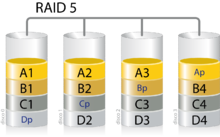 RAID 5
A1 A2 A3 Ap
B1 B2 Bp B4
C1 Cp C3 C4
Dp D2 D3 D4